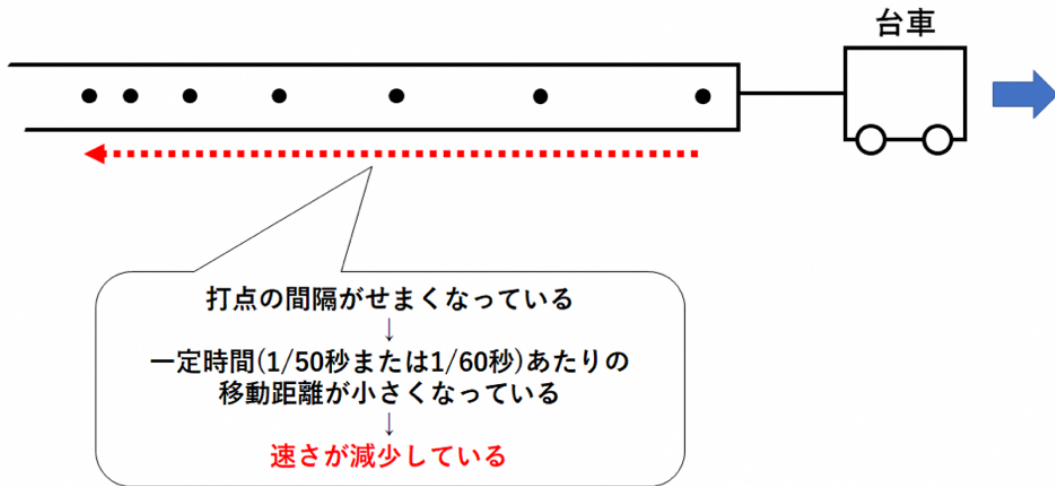 台車
打点の間隔がせまくなっている
↓
一定時間(1/50秒または1/60秒)あたりの
移動距離が小さくなっている
↓
速さが減少している